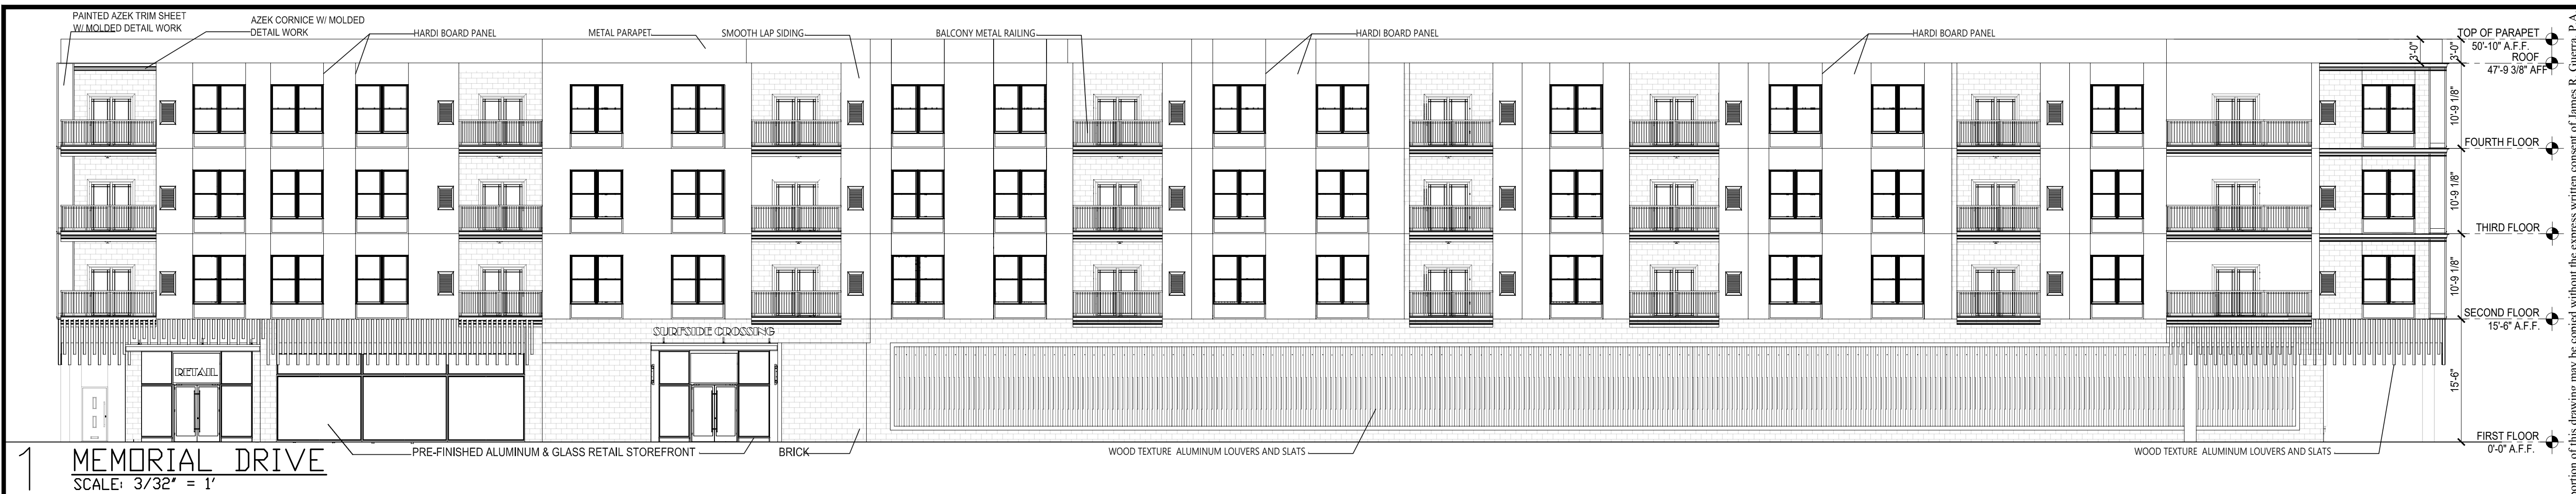 PAINTED AZEK TRIM SHEET
W/ MOLDED DETAIL WORK
AZEK CORNICE W/ MOLDED
DETAIL WORK
HARDI BOARD PANEL
METAL PARAPET
SMOOTH LAP SIDING
BALCONY METAL RAILING
HARDI BOARD PANEL
HARDI BOARD PANEL
3'-0"
3'-0"
TOP OF PARAPET
50'-10" A.F.F.
ROOF
47'-9 3/8" AFF
10'-9 1/8"
FOURTH FLOOR
10'-9 1/8"
THIRD FLOOR
10'-9 1/8"
SECOND FLOOR
15'-6" A.F.F.
SURFSIDE CROSSING
RETAIL
15'-6"
FIRST FLOOR
0'-0" A.F.F.
PRE-FINISHED ALUMINUM & GLASS RETAIL STOREFRONT
BRICK
WOOD TEXTURE ALUMINUM LOUVERS AND SLATS
WOOD TEXTURE ALUMINUM LOUVERS AND SLATS
1
MEMORIAL DRIVE
SCALE: 3/32" = 1'
portion of this drawing may be copied without the express written consent of James R. Guerra, P.A.